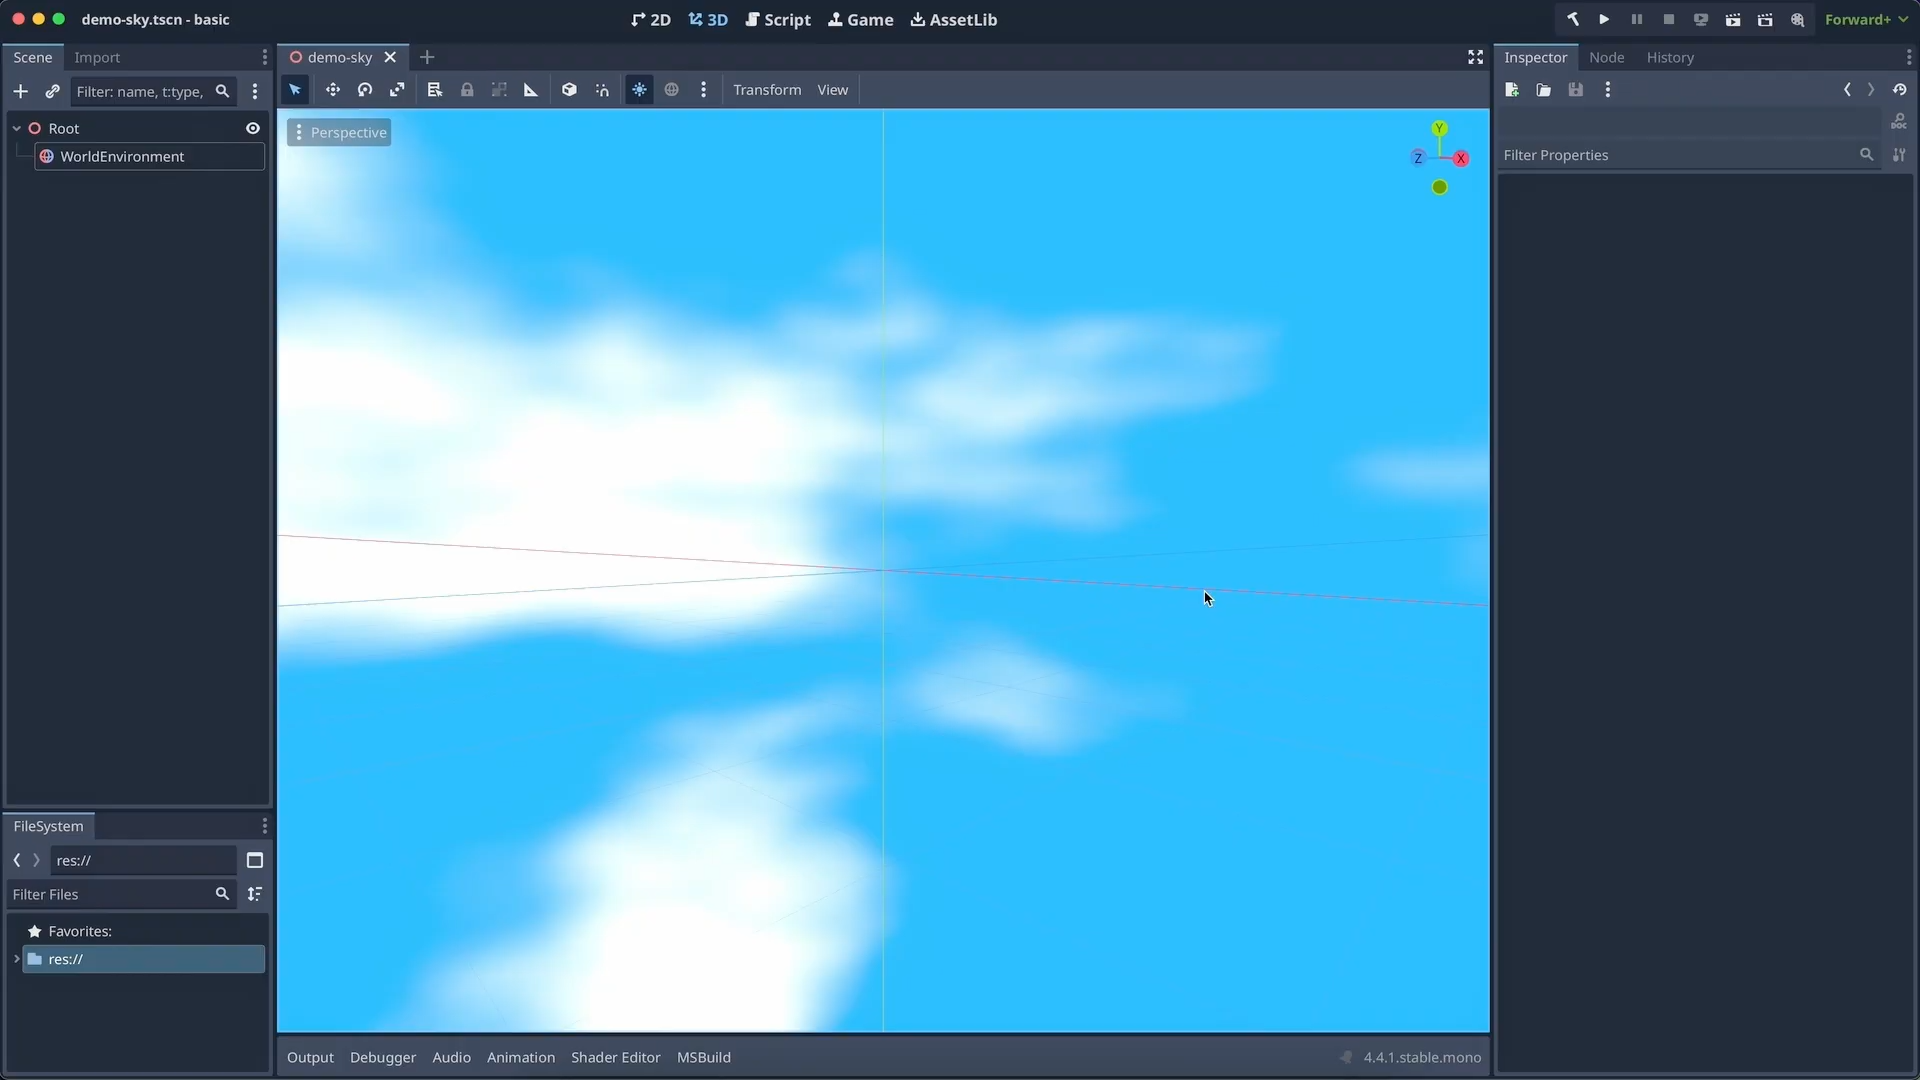 demo-sky.tscn - basic
2D
3D
Script
Game
AssetLib
Forward+
Scene
Import
Filter: name, t:type,
Root
WorldEnvironment
demo-sky
Transform
View
Perspective
Y
Z
X
Inspector
Node
History
DOC
Filter Properties
FileSystem
res://
Filter Files
Favorites:
res://
Output
Debugger
Audio
Animation
Shader Editor
MSBuild
4.4.1.stable.mono